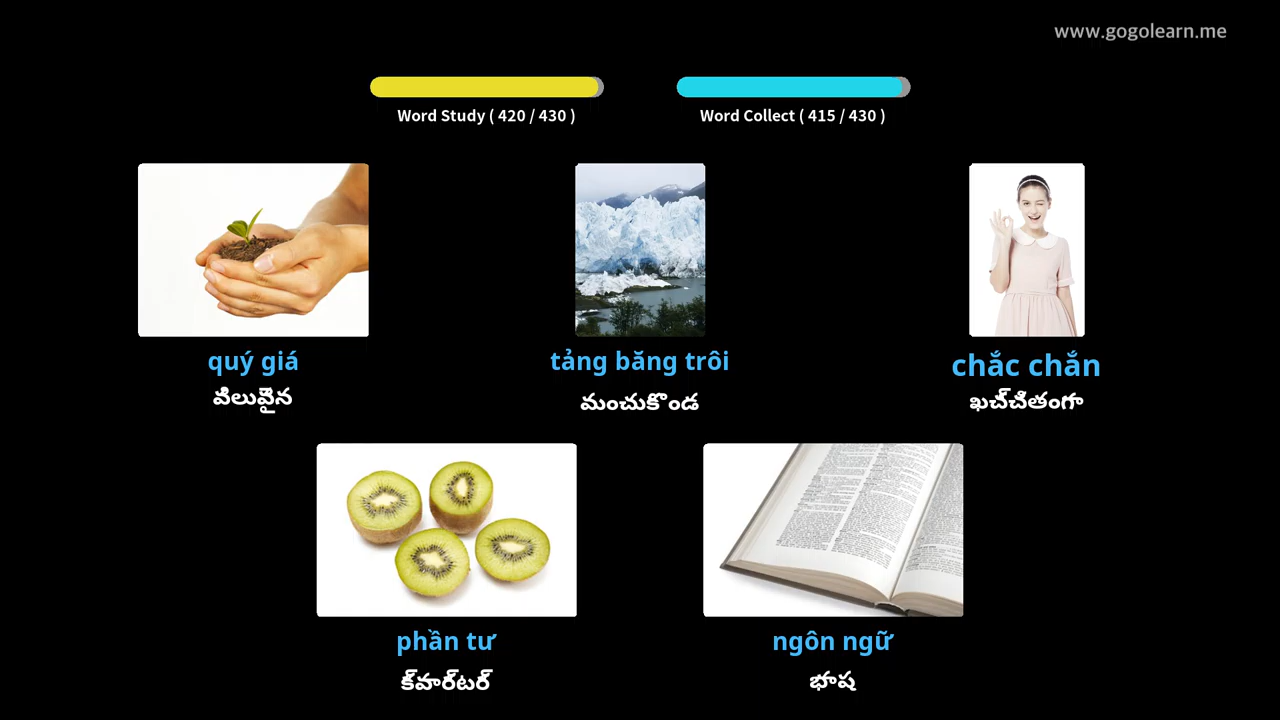 www.gogolearn.me
Word Study ( 420 / 430 )
Word Collect ( 415 / 430 )
quý giá
విలువైన
tảng băng trôi
మంచుకొండ
chắc chắn
ఖచ్చితంగా
phần tư
క్వార్టర్
ngôn ngữ
భాష